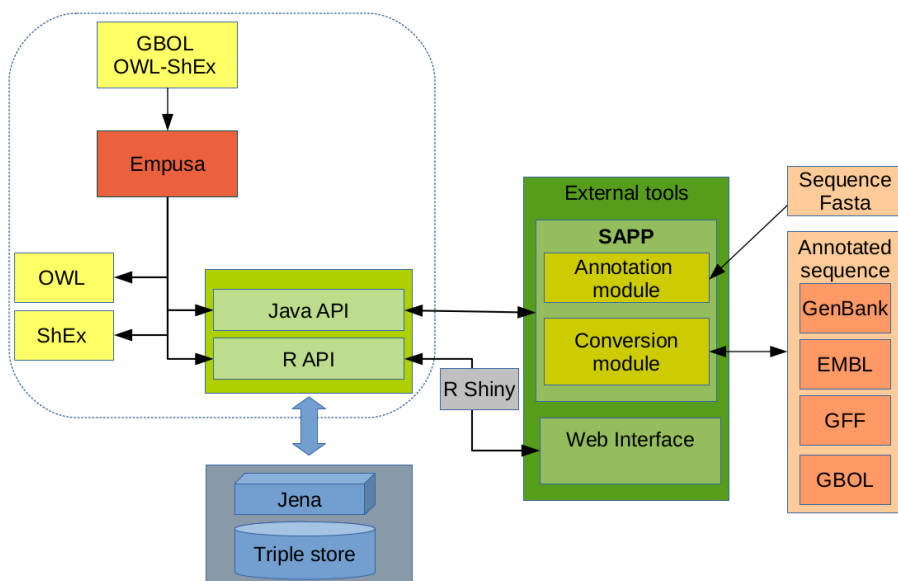 GBOL
OWL-ShEx
Empusa
OWL
ShEx
Java API
R API
Jena
Triple store
R Shiny
External tools
SAPP
Annotation
module
Conversion
module
Web Interface
Sequence
Fasta
Annotated
sequence
GenBank
EMBL
GFF
GBOL